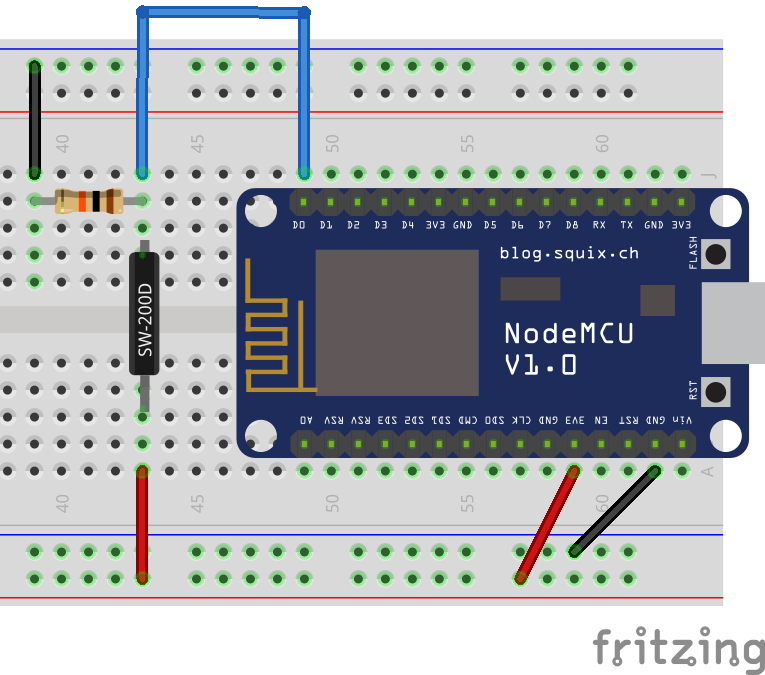 40 45 50 55 60
J
D0 D1 D2 D3 D4 3V3 GND D5 D6 D7 D8 RX TX GND 3V3
blog.squix.ch
FLASH
SW-200D
NodeMCU
V1.0
RST
A0 RSV RSV SD3 SD2 SD1 CMD SD0 CLK GND 3V3 EN RST GND Vin
A
40 45 50 55 60
fritzing